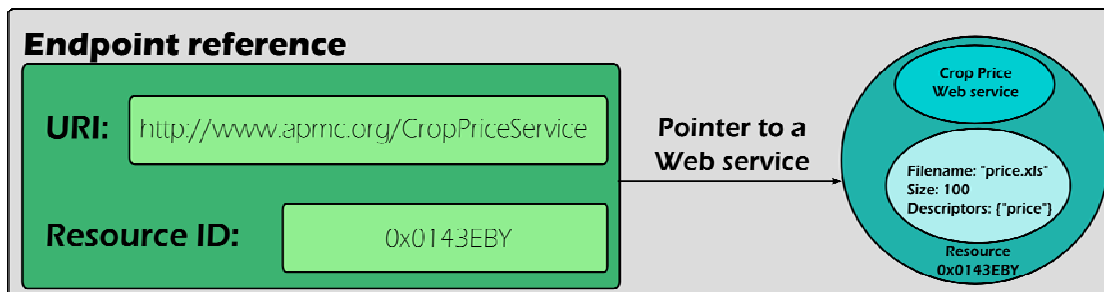 Endpoint reference
URI:
http://www.apmc.org/CropPriceService
Resource ID:
0x0143EBY
Pointer to a
Web service
Crop Price
Web service
Filename: "price.xls"
Size: 100
Descriptors: {"price"}
Resource
0x0143EBY